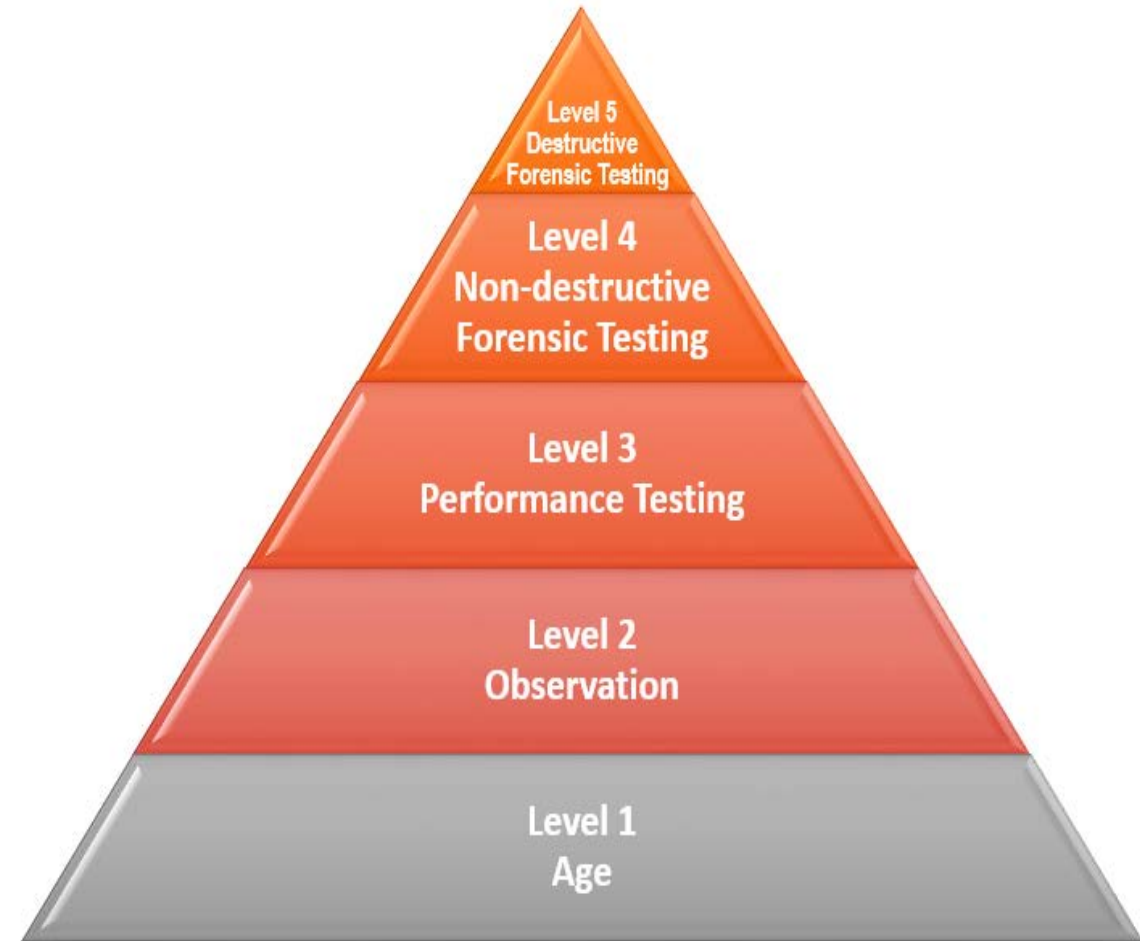 Level 5
Destructive
Forensic Testing
Level 4
Non-destructive
Forensic Testing
Level 3
Performance Testing
Level 2
Observation
Level 1
Age